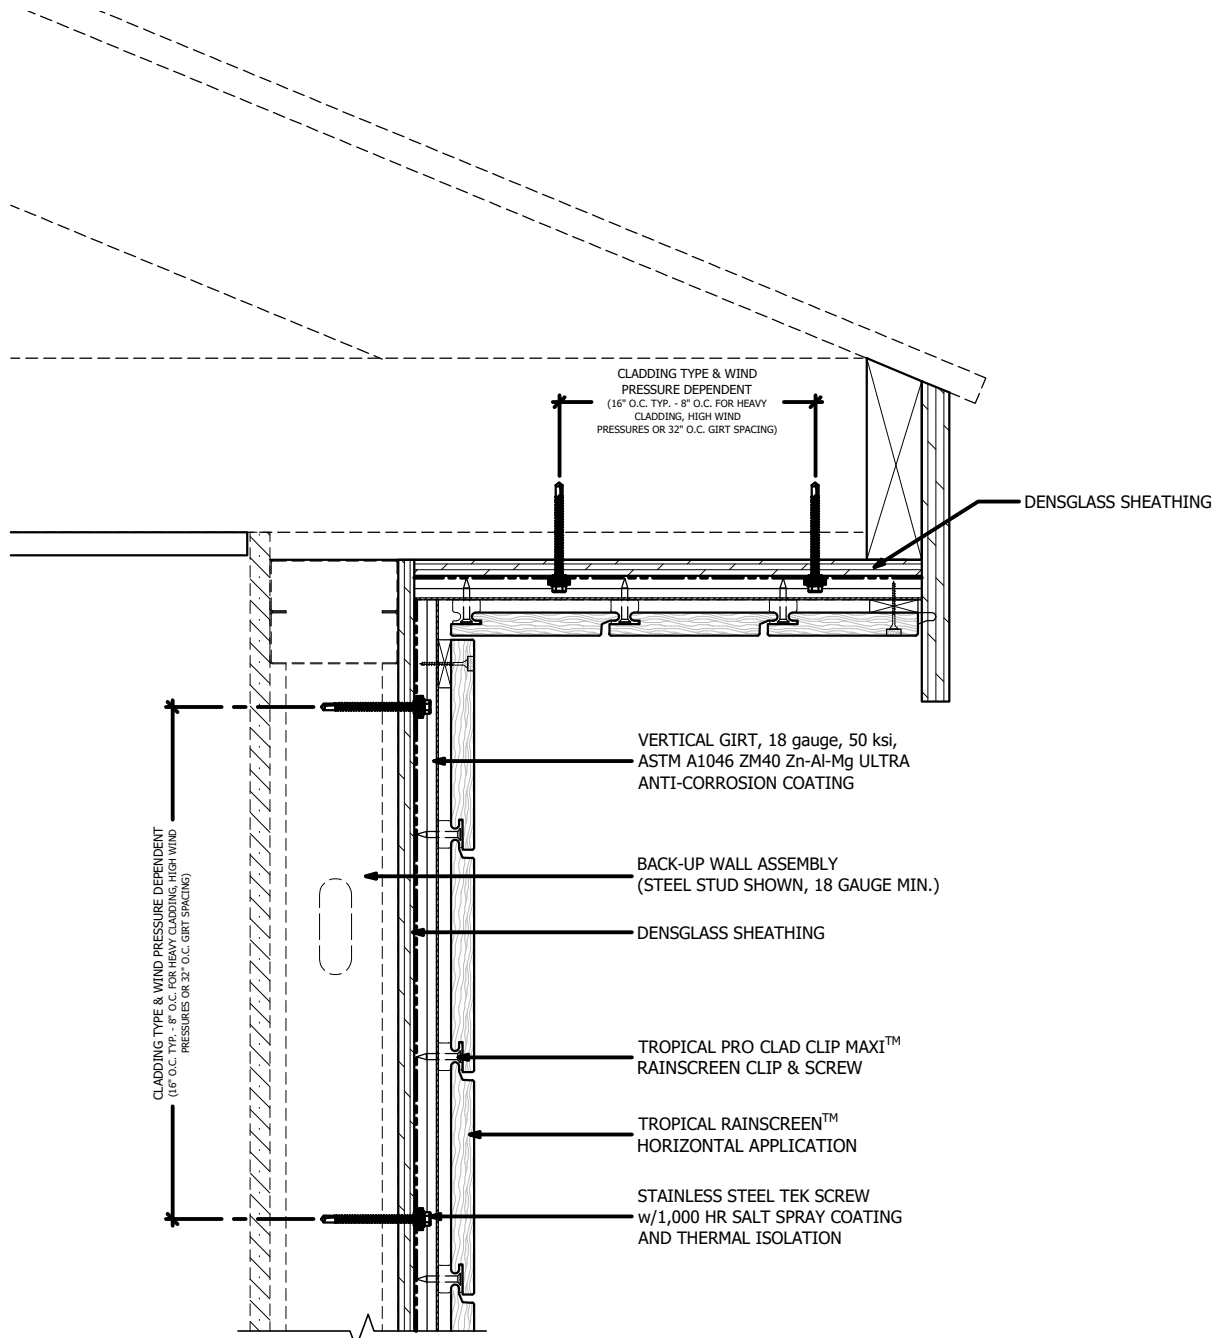 CLADDING TYPE & WIND
PRESSURE DEPENDENT
(16" O.C. TYP. - 8" O.C. FOR HEAVY
CLADDING, HIGH WIND
PRESSURES OR 32" O.C. GIRT SPACING)
DENSGLASS SHEATHING
VERTICAL GIRT, 18 gauge, 50 ksi,
ASTM A1046 ZM40 Zn-Al-Mg ULTRA
ANTI-CORROSION COATING
CLADDING TYPE & WIND PRESSURE DEPENDENT
(16" O.C. TYP. - 8" O.C. FOR HEAVY CLADDING, HIGH WIND
PRESSURES OR 32" O.C. GIRT SPACING)
BACK-UP WALL ASSEMBLY
(STEEL STUD SHOWN, 18 GAUGE MIN.)
DENSGLASS SHEATHING
TROPICAL PRO CLAD CLIP MAXI™
RAINSCREEN CLIP & SCREW
TROPICAL RAINSCREEN™
HORIZONTAL APPLICATION
STAINLESS STEEL TEK SCREW
w/1,000 HR SALT SPRAY COATING
AND THERMAL ISOLATION